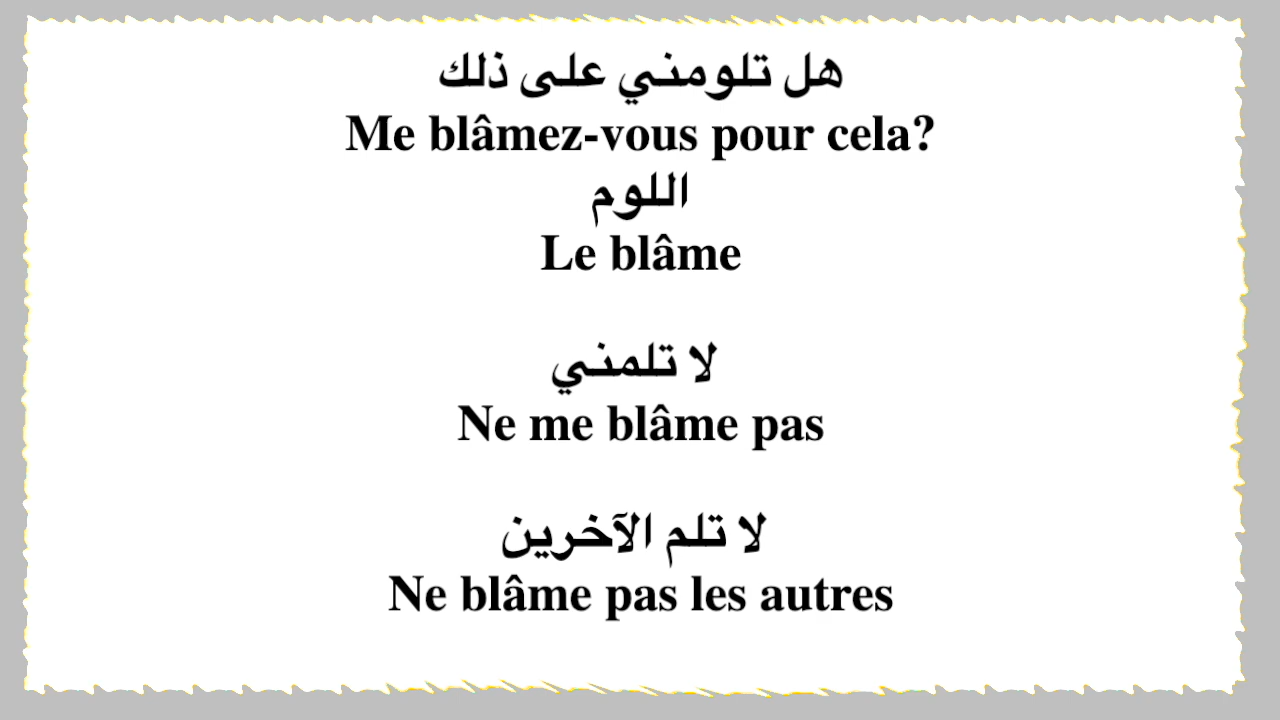 هل تلومني على ذلك
Me blâmez-vous pour cela?
اللوم
Le blâme
لا تلمني
Ne me blâme pas
لا تلم الآخرين
Ne blâme pas les autres